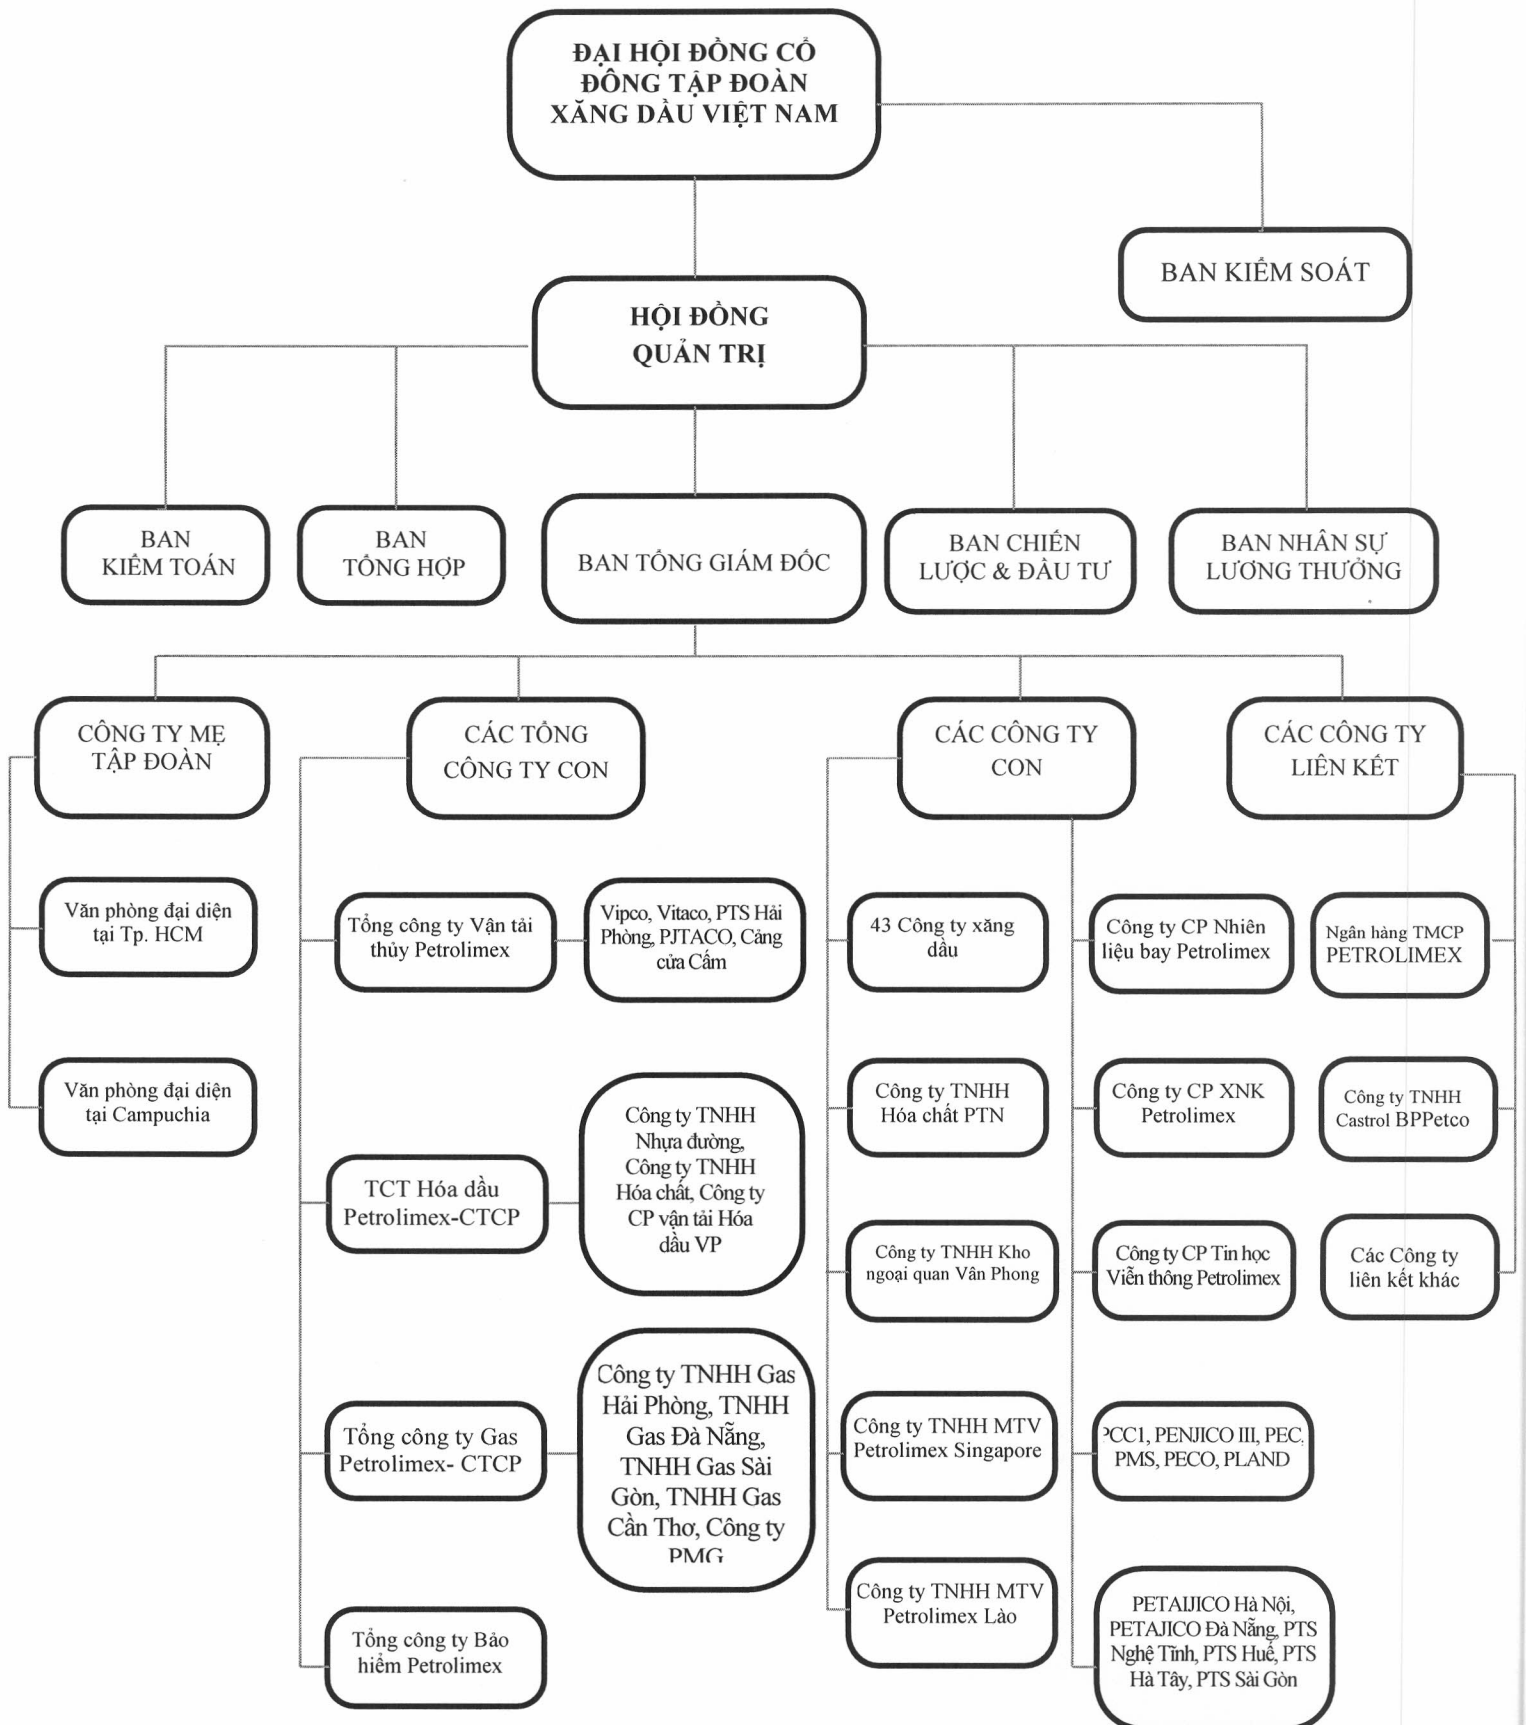 ĐẠI HỘI ĐỒNG CỔ
ĐÔNG TẬP ĐOÀN
XĂNG DẦU VIỆT NAM
BAN KIỂM SOÁT
HỘI ĐỒNG
QUẢN TRỊ
BAN
KIỂM TOÁN
BAN
TỔNG HỢP
BAN TỔNG GIÁM ĐỐC
BAN CHIẾN
LƯỢC & ĐẦU TƯ
BAN NHÂN SỰ
LƯƠNG THƯỞNG
CÔNG TY MẸ
TẬP ĐOÀN
CÁC TỔNG
CÔNG TY CON
CÁC CÔNG TY
CON
CÁC CÔNG TY
LIÊN KẾT
Văn phòng đại diện
tại Tp. HCM
Tổng công ty Vận tải
thủy Petrolimex
Vipco, Vitaco, PTS Hải
Phòng, PJTACO, Cảng
cửa Cấm
43 Công ty xăng
dầu
Công ty CP Nhiên
liệu bay Petrolimex
Ngân hàng TMCP
PETROLIMEX
Văn phòng đại diện
tại Campuchia
TCT Hóa dầu
Petrolimex-CTCP
Công ty TNHH
Nhựa đường,
Công ty TNHH
Hóa chất, Công ty
CP vận tải Hóa
dầu VP
Công ty TNHH
Hóa chất PTN
Công ty CP XNK
Petrolimex
Công ty TNHH
Castrol BPPetco
Công ty TNHH Kho
ngoại quan Vân Phong
Công ty CP Tin học
Viễn thông Petrolimex
Các Công ty
liên kết khác
Tổng công ty Gas
Petrolimex- CTCP
Công ty TNHH Gas
Hải Phòng, TNHH
Gas Đà Nẵng,
TNHH Gas Sài
Gòn, TNHH Gas
Cần Thơ, Công ty
PMG
Công ty TNHH MTV
Petrolimex Singapore
PCC1, PENJICO III, PEC,
PMS, PECO, PLAND
Tổng công ty Bảo
hiểm Petrolimex
Công ty TNHH MTV
Petrolimex Lào
PETAIJICO Hà Nội,
PETAJICO Đà Nẵng, PTS
Nghệ Tĩnh, PTS Huế, PTS
Hà Tây, PTS Sài Gòn